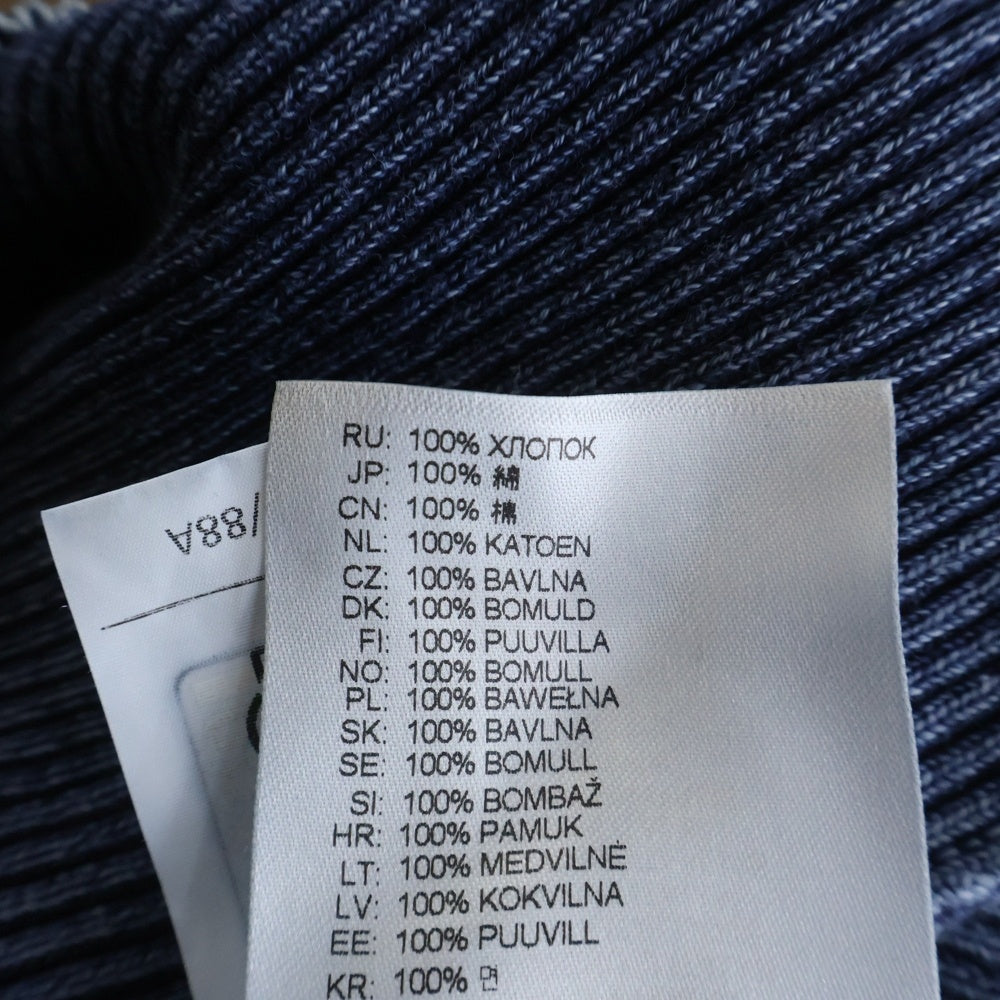 RU: 100% ХЛОПОК
JP: 100% 綿
CN: 100% 棉
NL: 100% KATOEN
CZ: 100% BAVLNA
DK: 100% BOMULD
FI: 100% PUUVILLA
NO: 100% BOMULL
PL: 100% BAWEŁNA
SK: 100% BAVLNA
SE: 100% BOMULL
SI: 100% BOMBAŽ
HR: 100% PAMUK
LT: 100% MEDVILNĖ
LV: 100% KOKVILNA
EE: 100% PUUVILL
KR: 100% 면
/88A